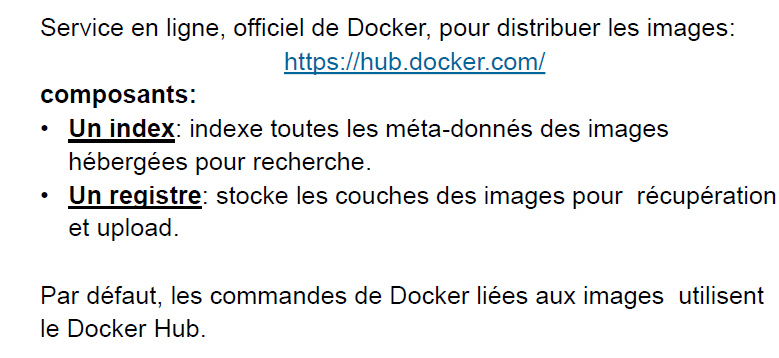 Service en ligne, officiel de Docker, pour distribuer les images:
https://hub.docker.com/
composants:
• Un index: indexe toutes les méta-donnés des images
hébergées pour recherche.
• Un registre: stocke les couches des images pour  récupération
et upload.
Par défaut, les commandes de Docker liées aux images  utilisent
le Docker Hub.